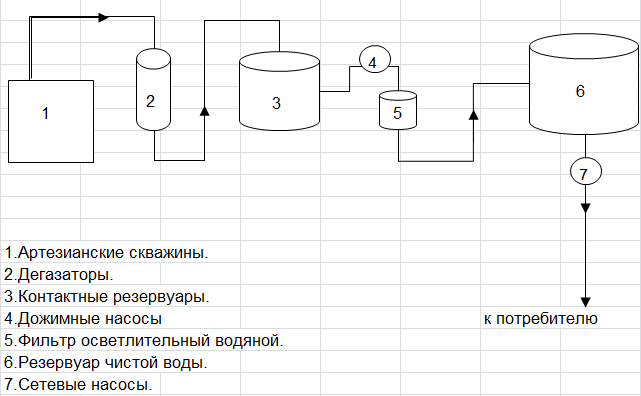 1
2
3
4
5
6
7
1.Артезианские скважины.
2.Дегазаторы.
3.Контактные резервуары.
4.Дожимные насосы
к потребителю
5.Фильтр осветлительный водяной.
6.Резервуар чистой воды.
7.Сетевые насосы.